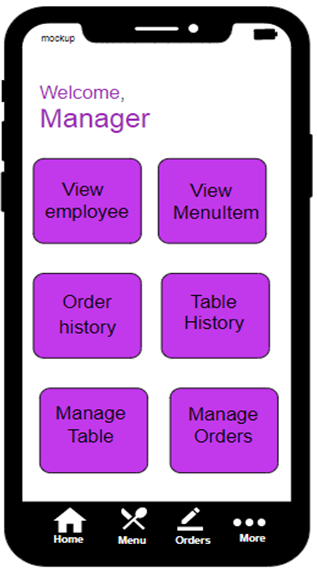 mockup
Welcome,
Manager
View
employee
View
MenuItem
Order
history
Table
History
Manage
Table
Manage
Orders
Home
Menu
Orders
More